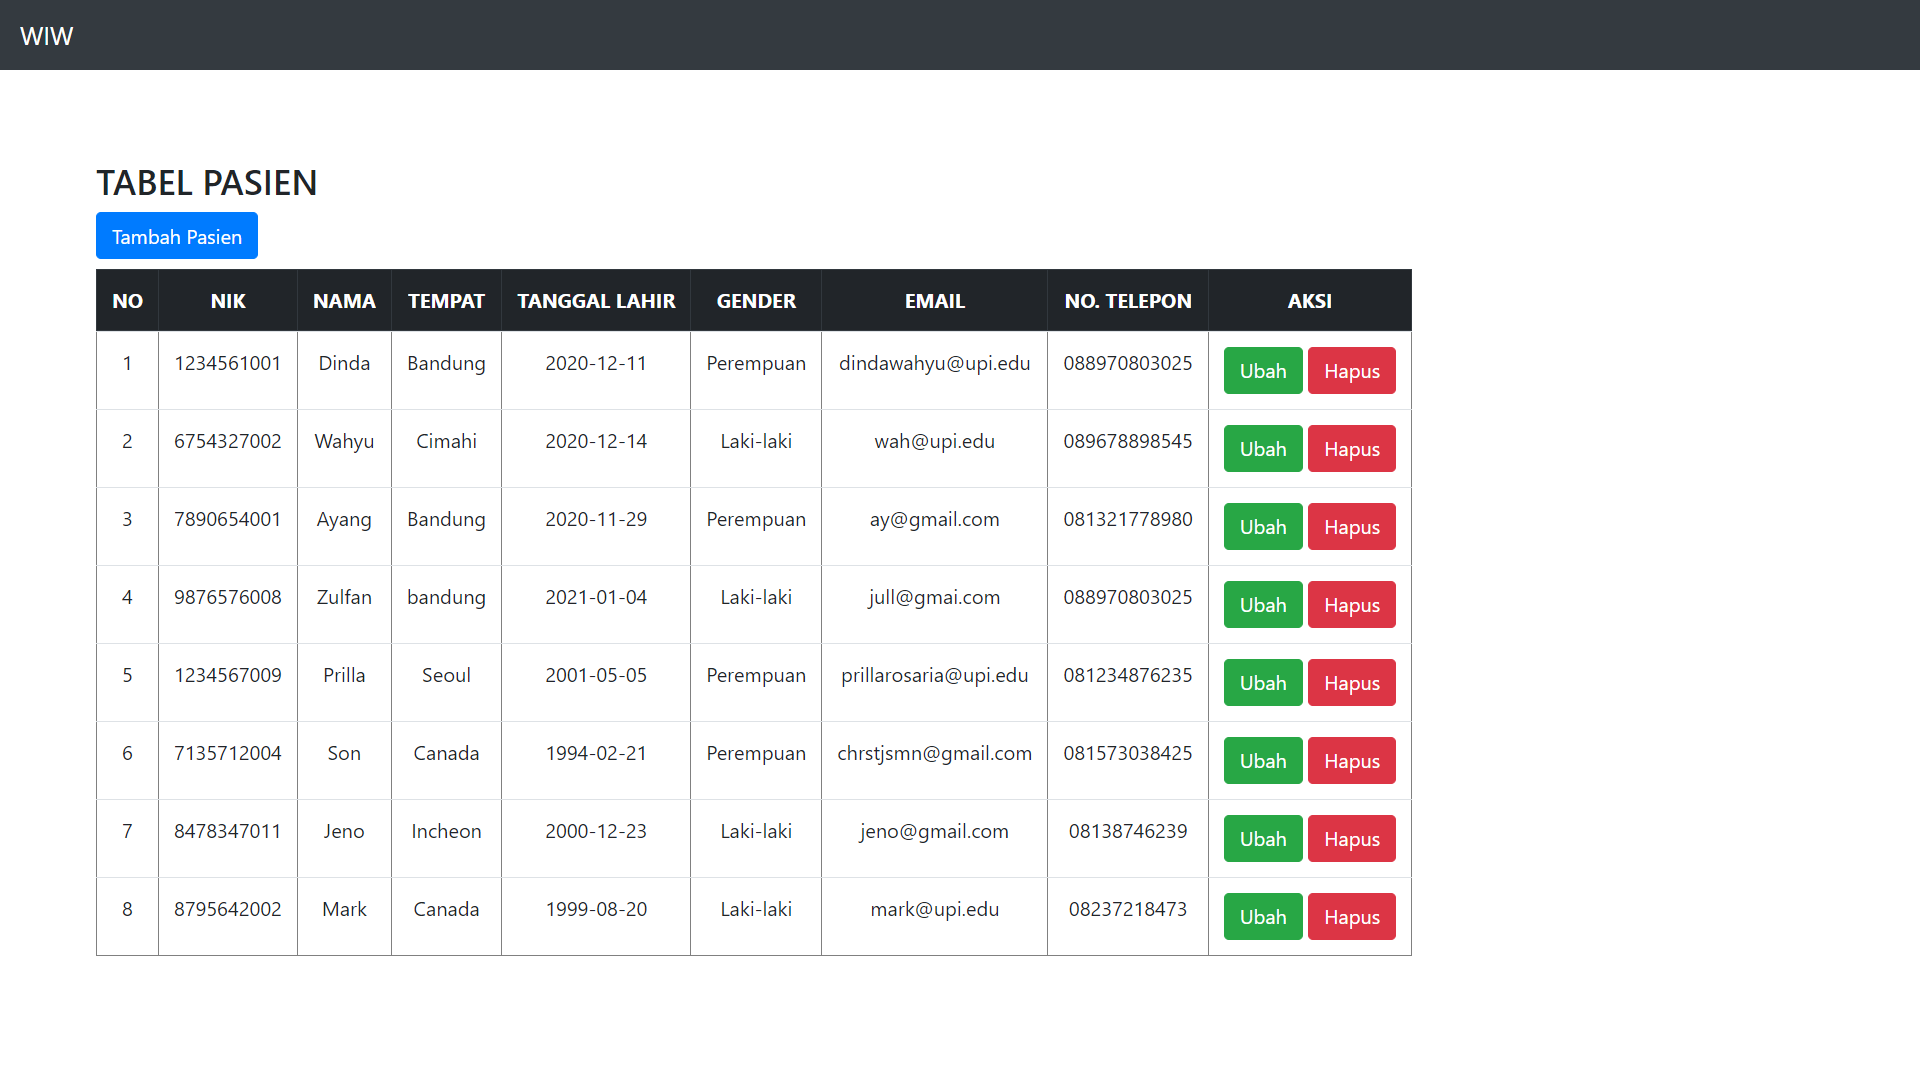 WIW
TABEL PASIEN
Tambah Pasien
NO NIK NAMA TEMPAT TANGGAL LAHIR GENDER EMAIL NO. TELEPON AKSI
1 1234561001 Dinda Bandung 2020-12-11 Perempuan dindawahyu@upi.edu 088970803025 Ubah Hapus
2 6754327002 Wahyu Cimahi 2020-12-14 Laki-laki wah@upi.edu 089678898545 Ubah Hapus
3 7890654001 Ayang Bandung 2020-11-29 Perempuan ay@gmail.com 081321778980 Ubah Hapus
4 9876576008 Zulfan bandung 2021-01-04 Laki-laki jull@gmai.com 088970803025 Ubah Hapus
5 1234567009 Prilla Seoul 2001-05-05 Perempuan prillarosaria@upi.edu 081234876235 Ubah Hapus
6 7135712004 Son Canada 1994-02-21 Perempuan chrstjsmn@gmail.com 081573038425 Ubah Hapus
7 8478347011 Jeno Incheon 2000-12-23 Laki-laki jeno@gmail.com 08138746239 Ubah Hapus
8 8795642002 Mark Canada 1999-08-20 Laki-laki mark@upi.edu 08237218473 Ubah Hapus